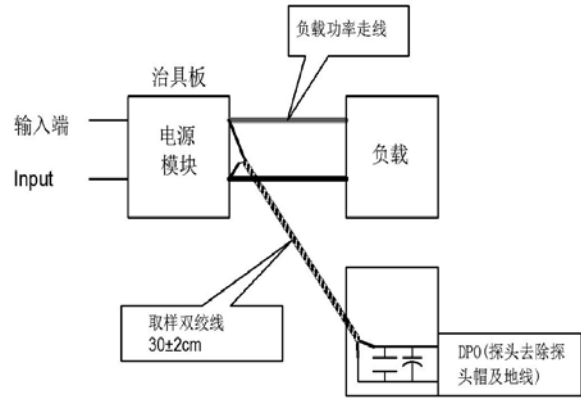 负载功率走线
治具板
输入端
Input
电源
模块
负载
取样双绞线
30±2cm
DPO(探头去除探
头帽及地线)